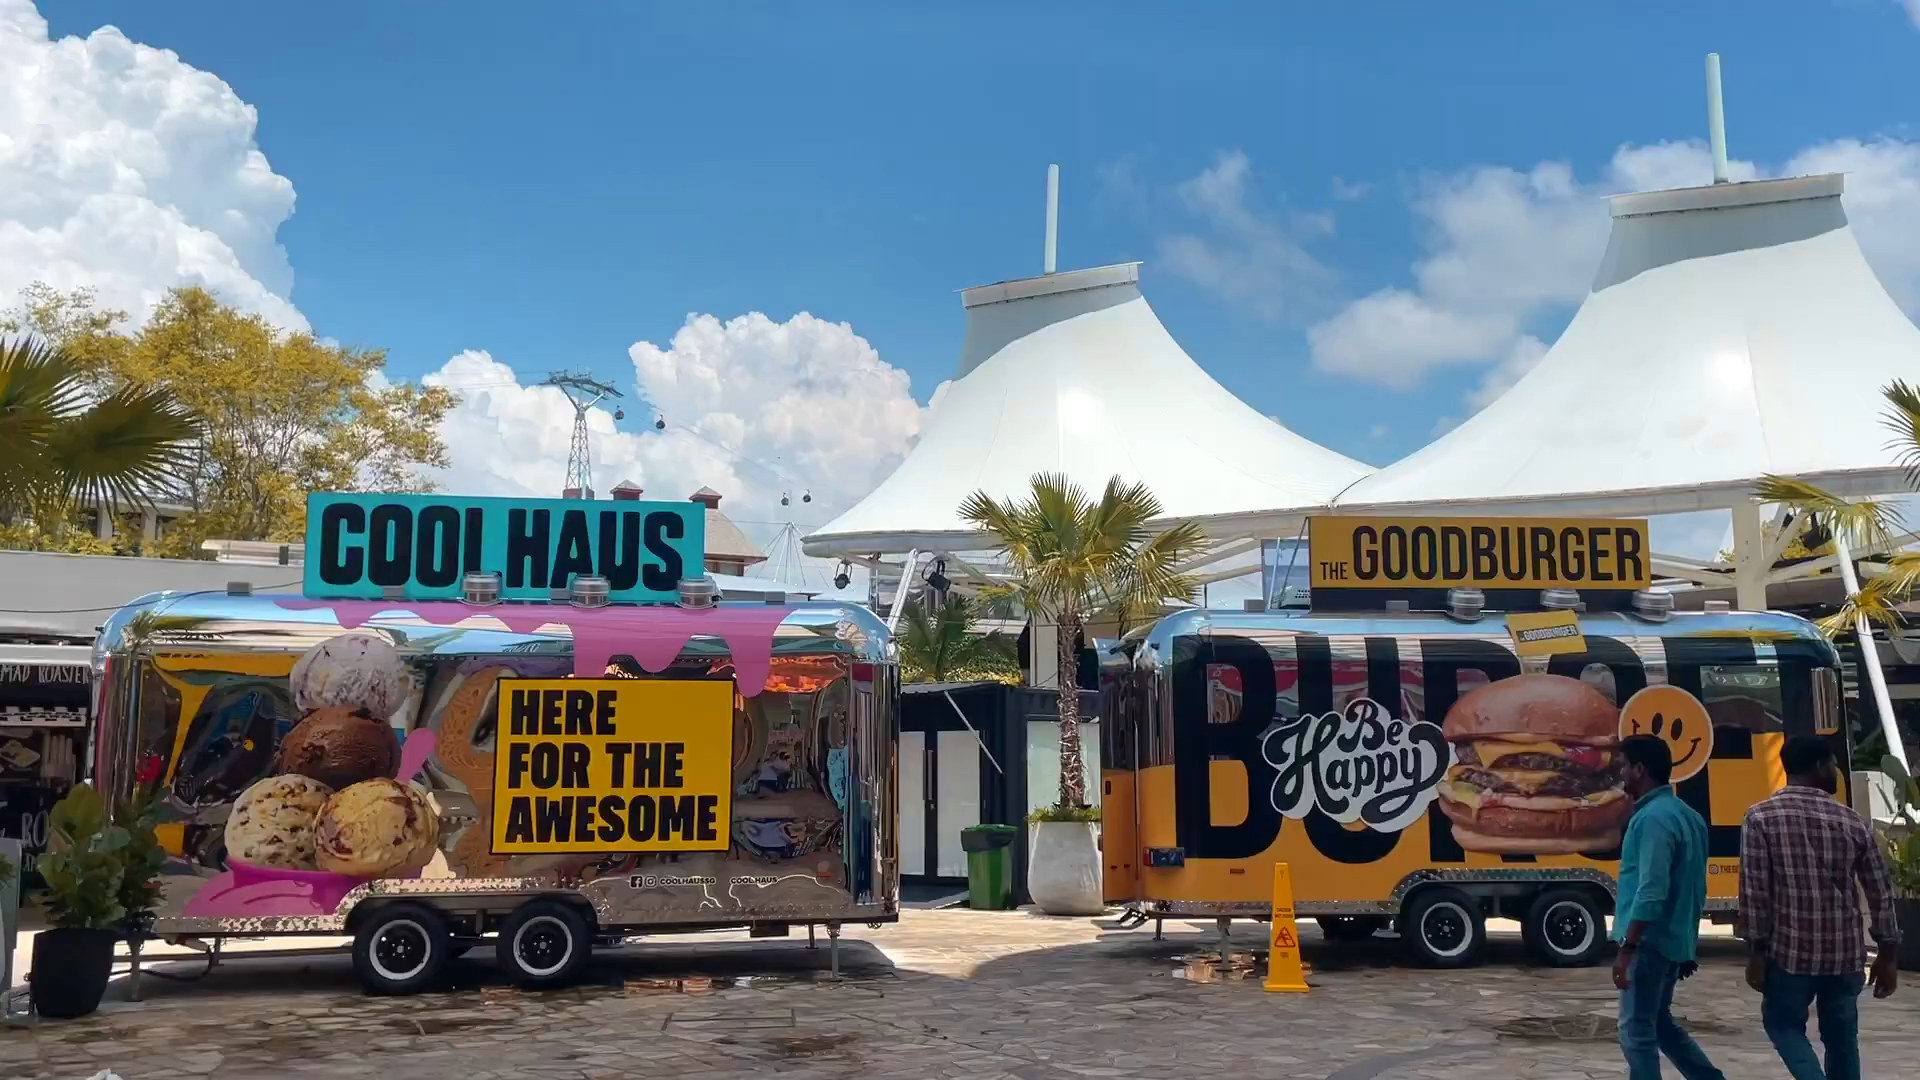 COOLHAUS
HERE
FOR THE
AWESOME
COOLHAUSSG
COOLHAUS
MAD ROASTER
THE GOODBURGER
GOODBURGER
Be
Happy